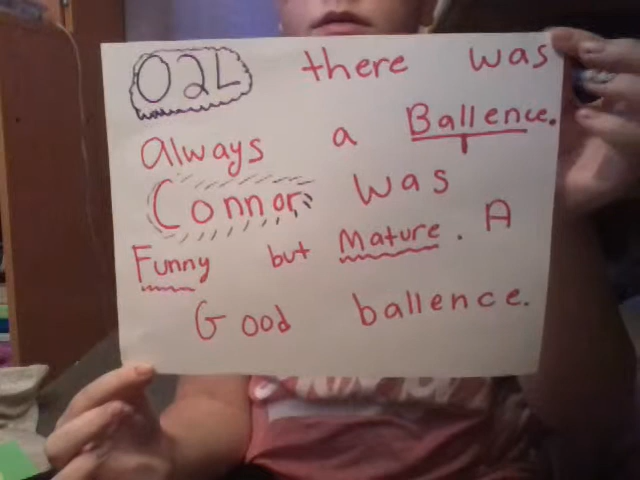 O2L there was
Always a Ballence.
Connor was
Funny but Mature. A
Good ballence.